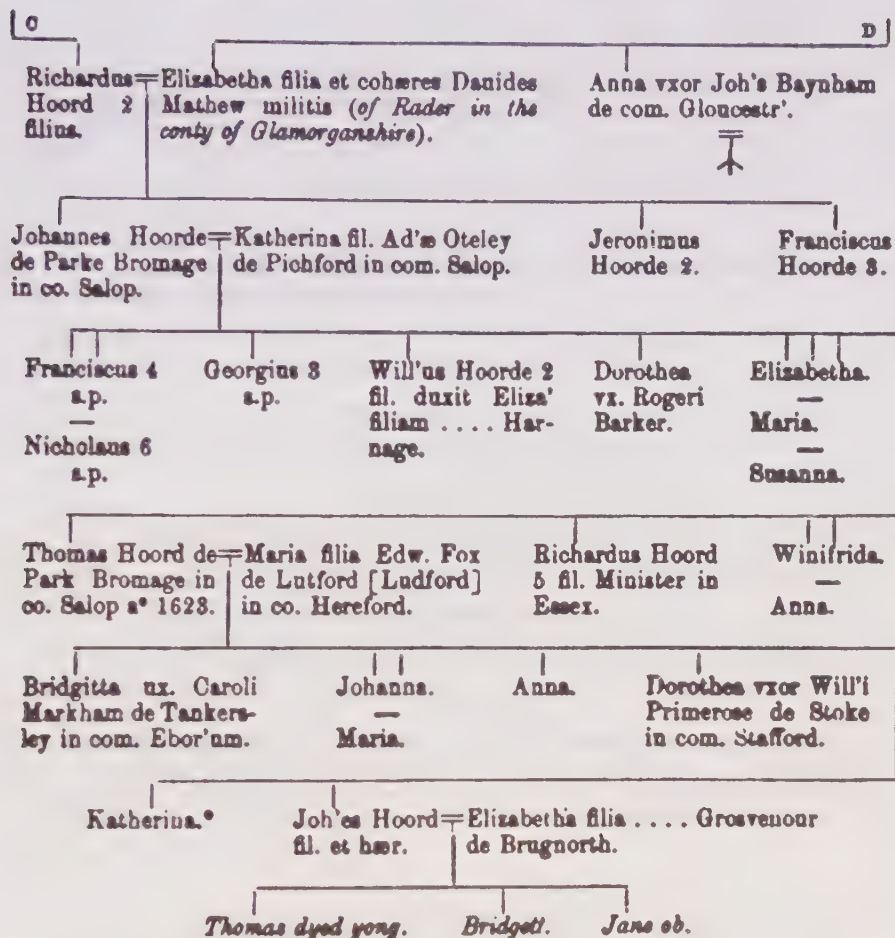 C
D
Richardus Hoord 2 filius.
Elizabetha filia et cohæres Dauides
Mathew militis (of Rader in the
conty of Glamorganshire).
Anna vxor Joh's Baynham
de com. Gloucestr'.
Johannes Hoorde
de Parke Bromage
in co. Salop.
Katherina fil. Ad'æ Oteley
de Pichford in com. Salop.
Jeronimus
Hoorde 2.
Franciscus
Hoorde 3.
Franciscus 4
s.p.
—
Nicholaus 6
s.p.
Georgius 3
s.p.
Will'us Hoorde 2
fil. duxit Eliza'
filiam .... Har-
nage.
Dorothea
vx. Rogeri
Barker.
Elizabetha.
—
Maria.
—
Susanna.
Thomas Hoord de
Park Bromage in
co. Salop a° 1623.
Maria filia Edw. Fox
de Lutford [Ludford]
in co. Hereford.
Richardus Hoord
5 fil. Minister in
Essex.
Winifrida.
—
Anna.
Bridgitta ux. Caroli
Markham de Tankers-
ley in com. Ebor'um.
Johanna.
—
Maria.
Anna.
Dorothea vxor Will'i
Primerose de Stoke
in com. Stafford.
Katherina.*
Joh'es Hoord
fil. et hær.
Elizabetha filia .... Grosvenour
de Brugnorth.
Thomas dyed yong.
Bridgett.
Jane ob.